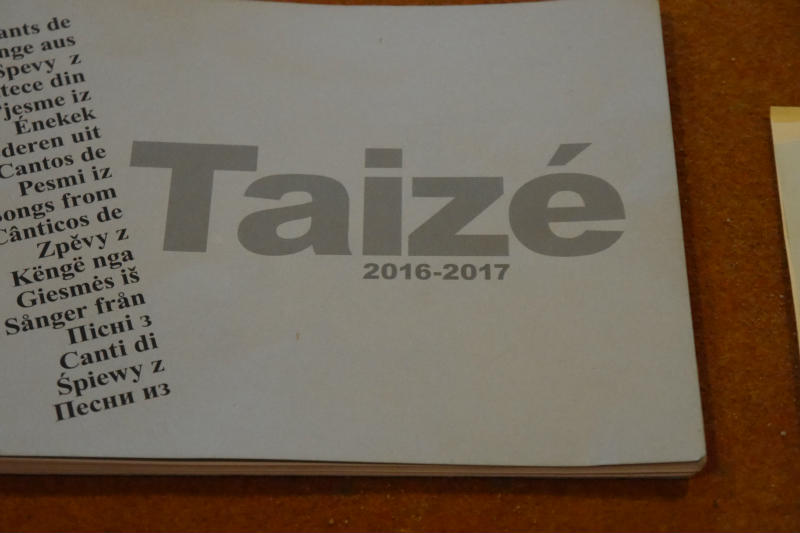 ants de
nge aus
Spevy z
tece din
jesme iz
Énekek
deren uit
Cantos de
Pesmi iz
Songs from
Cânticos de
Zpěvy z
Këngë nga
Giesmės iš
Sånger från
Пісні з
Canti di
Śpiewy z
Песни из
Taizé
2016-2017